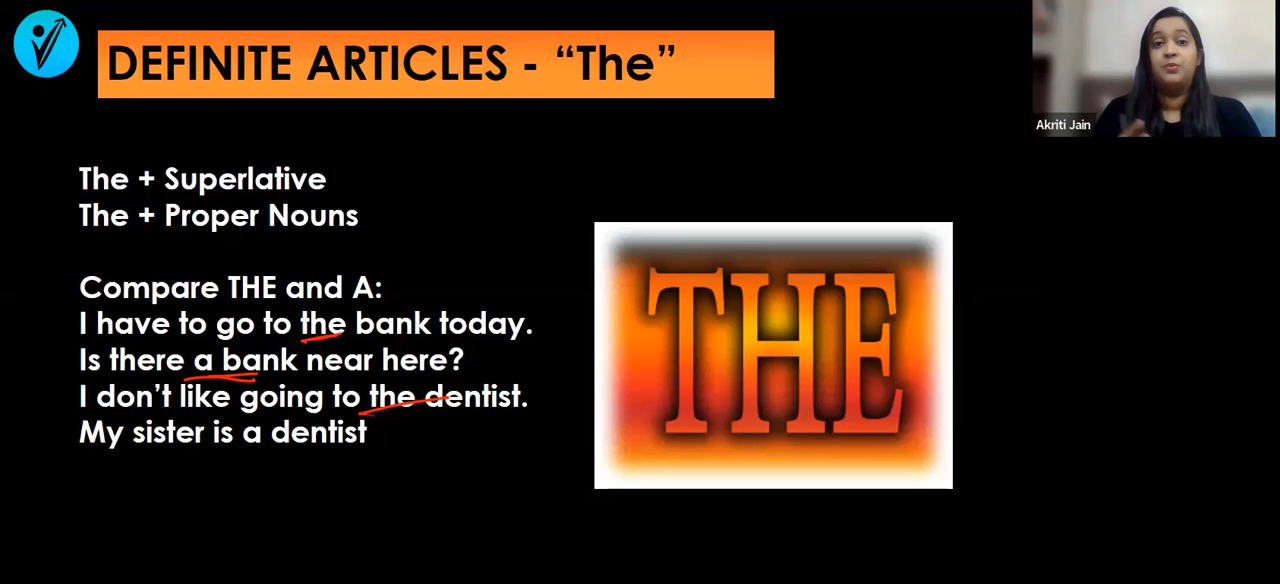 DEFINITE ARTICLES - “The”
Akriti Jain
The + Superlative
The + Proper Nouns
Compare THE and A:
I have to go to the bank today.
Is there a bank near here?
I don’t like going to the dentist.
My sister is a dentist
THE